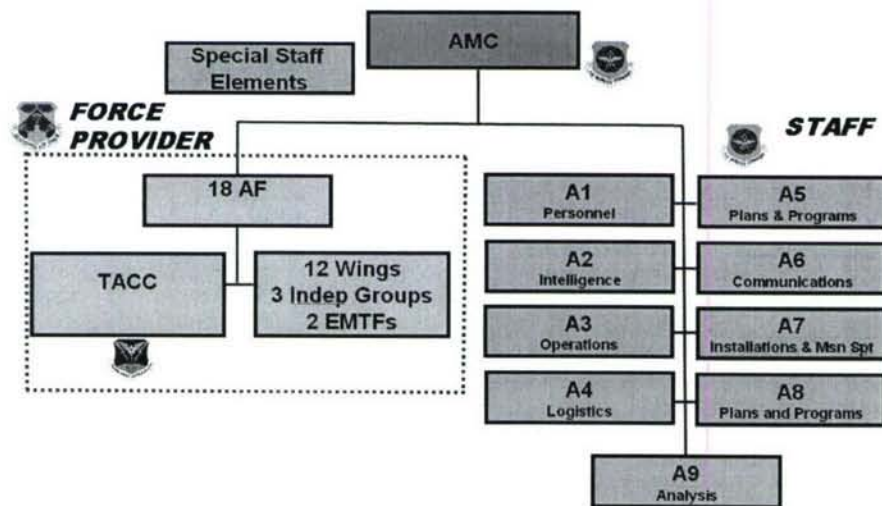 AMC
Special Staff
Elements
FORCE
PROVIDER
STAFF
18 AF
TACC
12 Wings
3 Indep Groups
2 EMTFs
A1
Personnel
A5
Plans & Programs
A2
Intelligence
A6
Communications
A3
Operations
A7
Installations & Msn Spt
A4
Logistics
A8
Plans and Programs
A9
Analysis